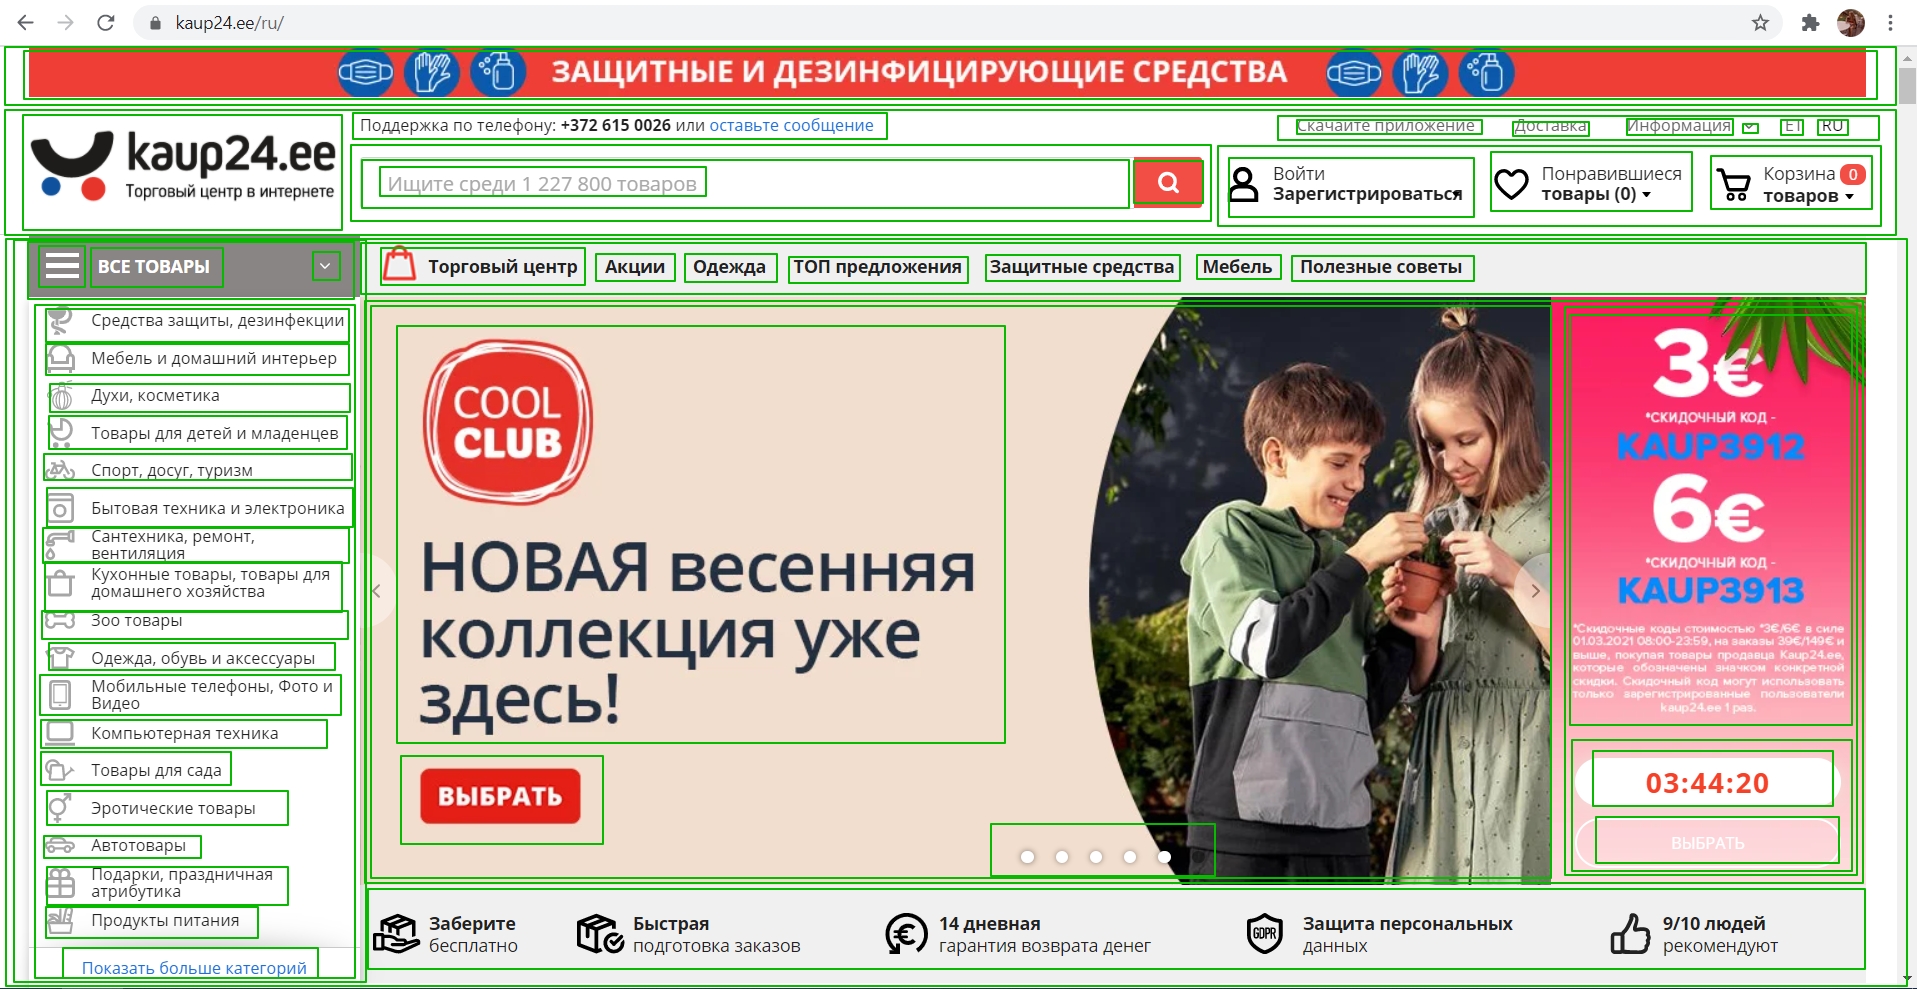 kaup24.ee/ru/
ЗАЩИТНЫЕ И ДЕЗИНФИЦИРУЮЩИЕ СРЕДСТВА
kaup24.ee
Торговый центр в интернете
Поддержка по телефону: +372 615 0026 или оставьте сообщение
Скачайте приложение
Доставка
Информация
ET
RU
Ищите среди 1 227 800 товаров
Войти
Зарегистрироваться
Понравившиеся
товары (0)
Корзина 0
товаров
ВСЕ ТОВАРЫ
Торговый центр
Акции
Одежда
ТОП предложения
Защитные средства
Мебель
Полезные советы
Средства защиты, дезинфекции
Мебель и домашний интерьер
Духи, косметика
Товары для детей и младенцев
Спорт, досуг, туризм
Бытовая техника и электроника
Сантехника, ремонт,
вентиляция
Кухонные товары, товары для
домашнего хозяйства
Зоо товары
Одежда, обувь и аксессуары
Мобильные телефоны, Фото и
Видео
Компьютерная техника
Товары для сада
Эротические товары
Автотовары
Подарки, праздничная
атрибутика
Продукты питания
Показать больше категорий
COOL
CLUB
НОВАЯ весенняя
коллекция уже
здесь!
ВЫБРАТЬ
3€
*СКИДОЧНЫЙ КОД -
KAUP3912
6€
*СКИДОЧНЫЙ КОД -
KAUP3913
*Скидочные коды стоимостью *3€/6€ в силе
01.03.2021 08:00-23:59, на заказы 39€/149€ и
выше, покупая товары продавца Kaup24.ee,
которые обозначены значком конкретной
скидки. Скидочный код могут использовать
только зарегистрированные пользователи
kaup24.ee 1 раз.
03:44:20
ВЫБРАТЬ
Заберите
бесплатно
Быстрая
подготовка заказов
14 дневная
гарантия возврата денег
GDPR
Защита персональных
данных
9/10 людей
рекомендуют